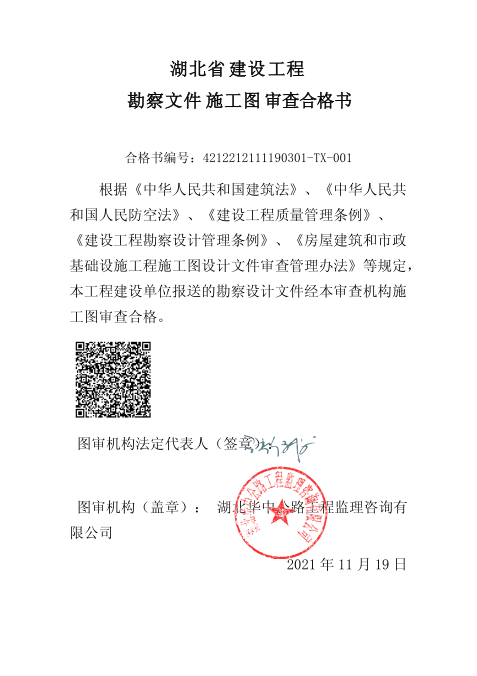 湖北省 建设工程
勘察文件 施工图 审查合格书
合格书编号：4212212111190301-TX-001
根据《中华人民共和国建筑法》、《中华人民共
和国人民防空法》、《建设工程质量管理条例》、
《建设工程勘察设计管理条例》、《房屋建筑和市政
基础设施工程施工图设计文件审查管理办法》等规定，
本工程建设单位报送的勘察设计文件经本审查机构施
工图审查合格。
图审机构法定代表人（签章）：
图审机构（盖章）： 湖北华中公路工程监理咨询有
限公司
2021 年 11 月 19 日